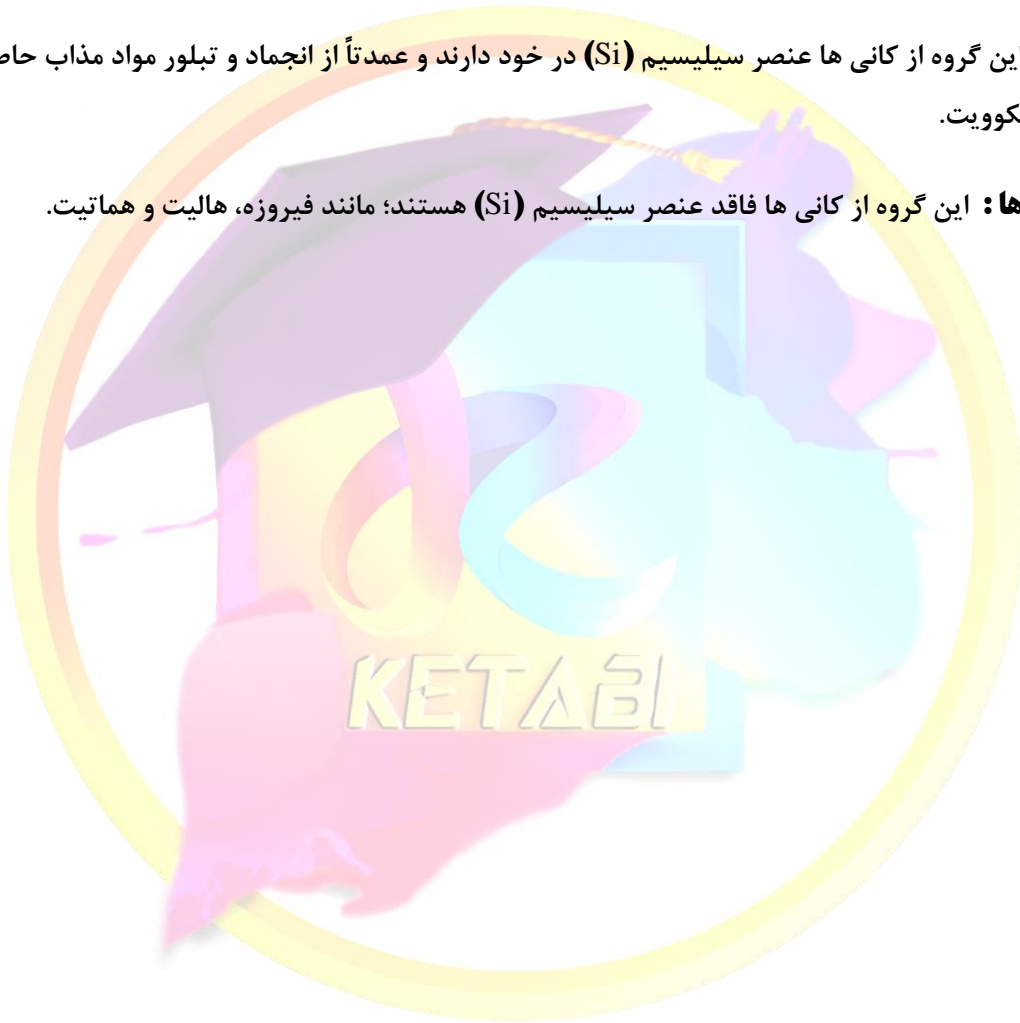 این گروه از کانی ها عنصر سیلیسیم (Si) در خود دارند و عمدتاً از انجماد و تبلور مواد مذاب
کوویت.
ها: این گروه از کانی ها فاقد عنصر سیلیسیم (Si) هستند؛ مانند فیروزه، هالیت و هماتیت.
KETABI